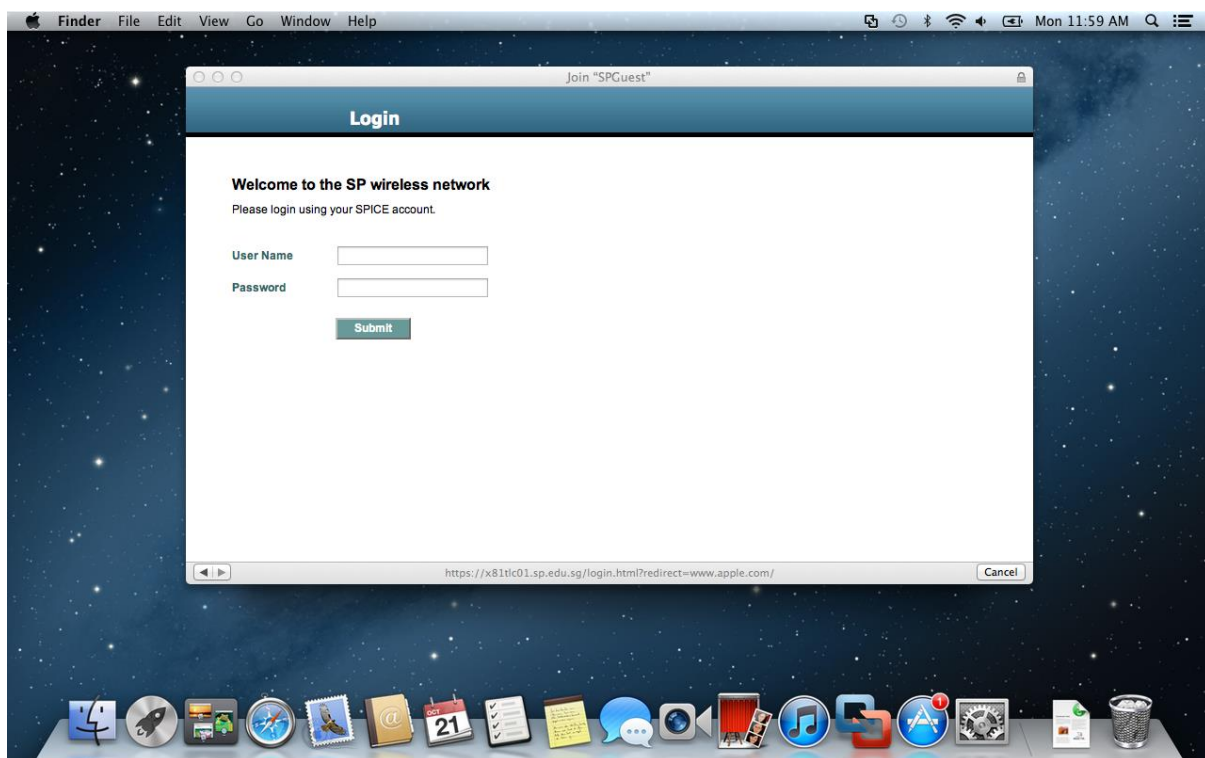 Finder File Edit View Go Window Help Mon 11:59 AM
Join “SPGuest”
Login
Welcome to the SP wireless network
Please login using your SPICE account.
User Name
Password
Submit
https://x81tlc01.sp.edu.sg/login.html?redirect=www.apple.com/ Cancel
1
OCT
21
@